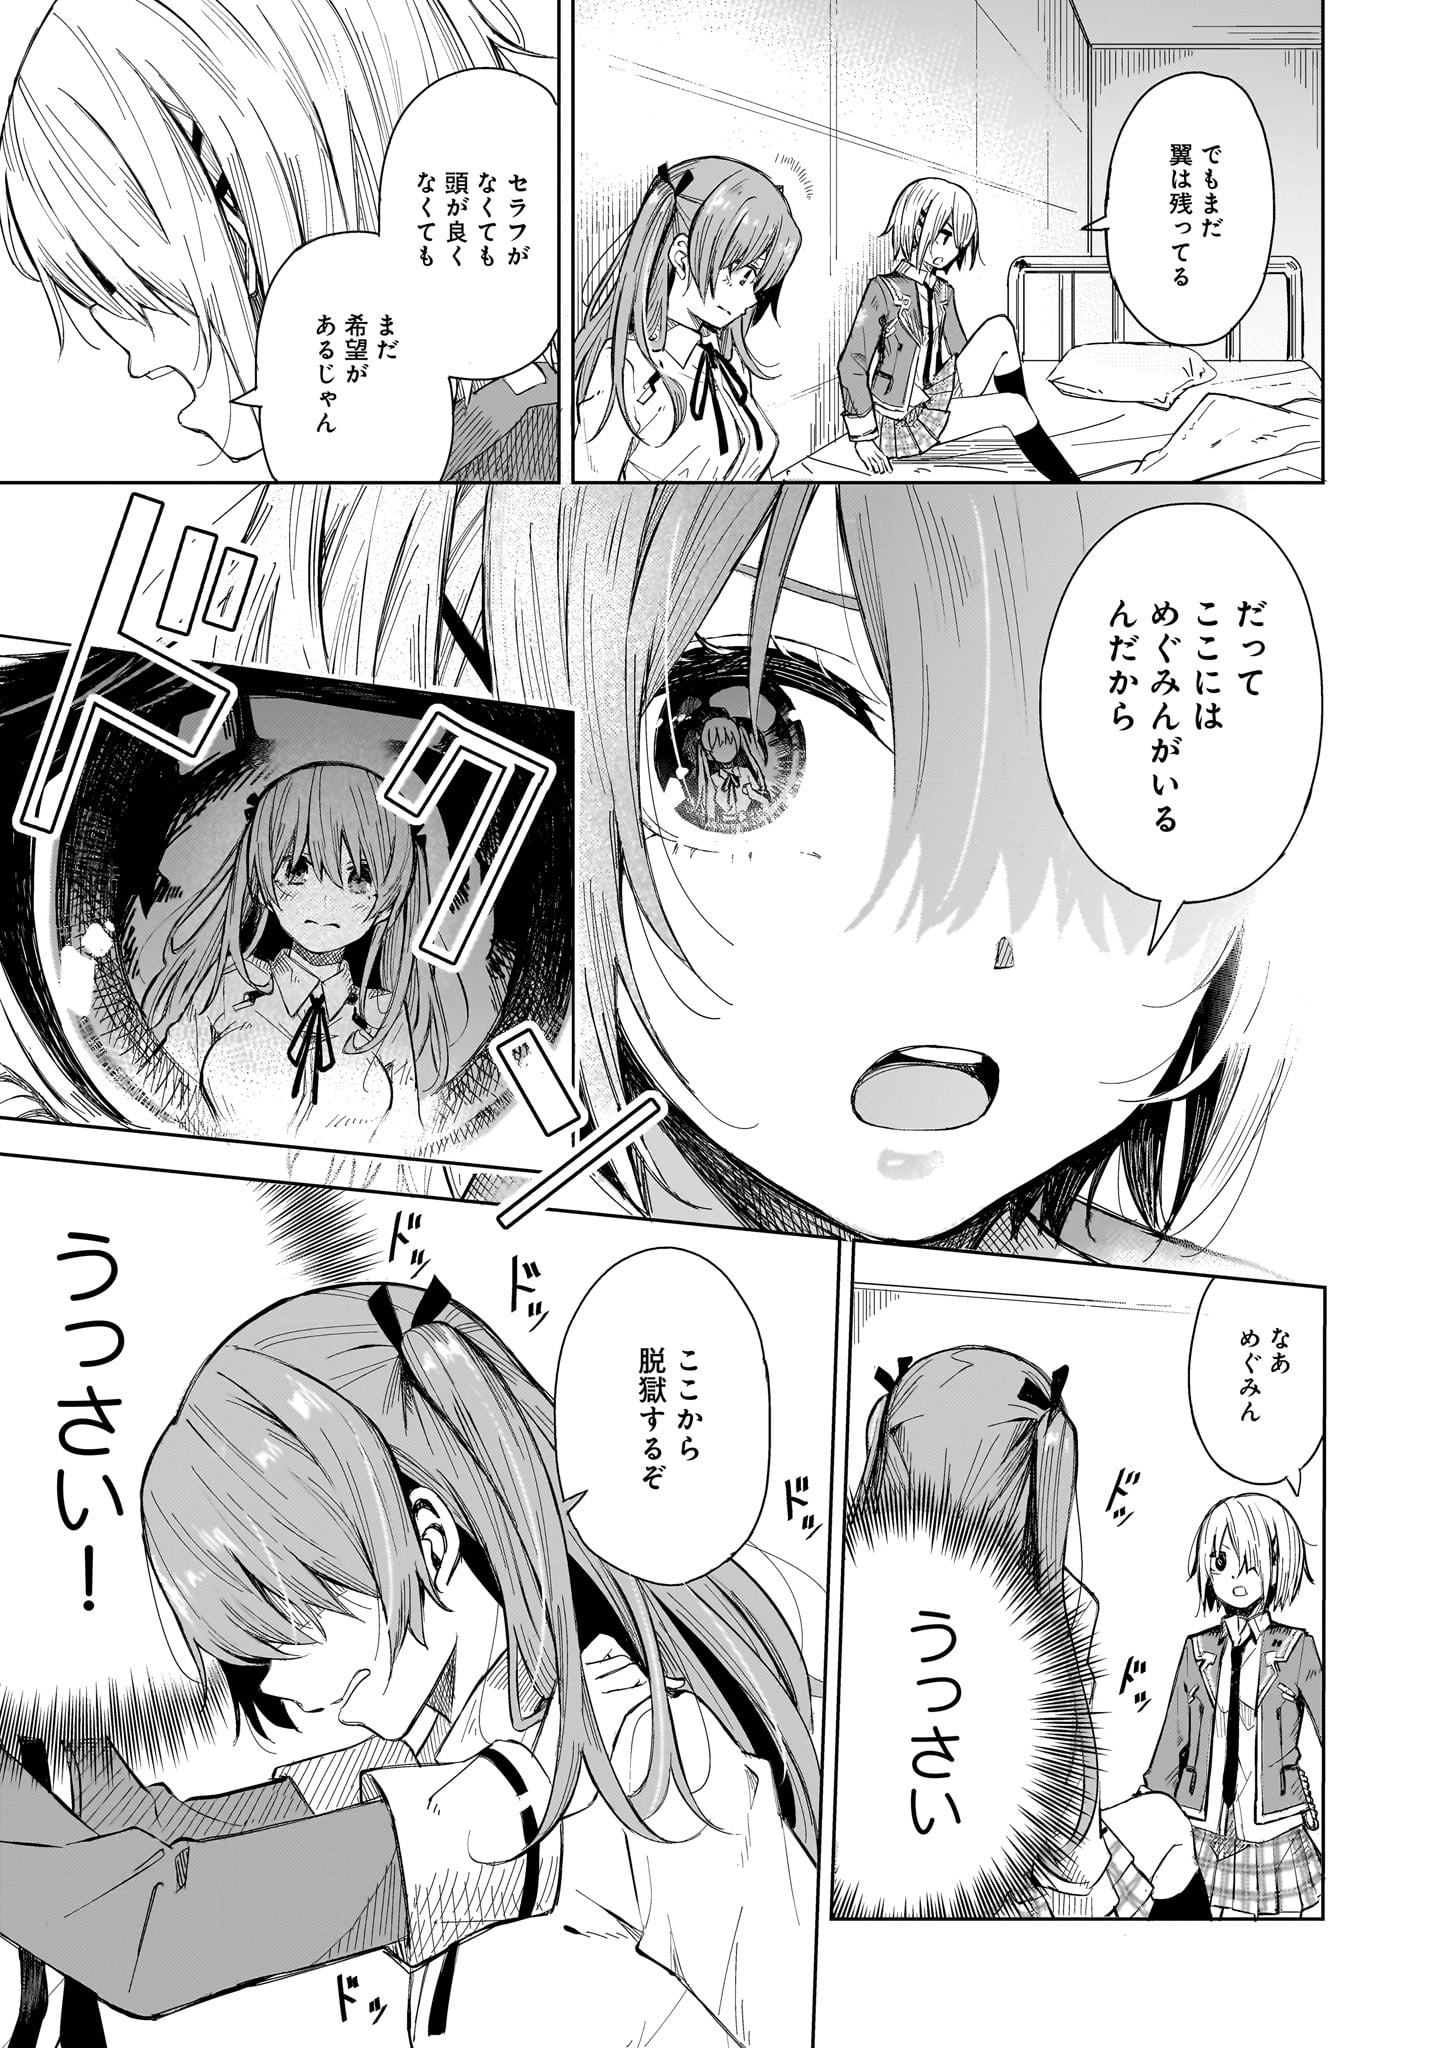 でもまだ
翼は残ってる
セラフが
なくても
頭が良く
なくても
まだ
希望が
あるじゃん
だって
ここには
めぐみんがいる
んだから
ドクン
なあ
めぐみん
ドッ
ドッ
うっさい
ここから
脱獄するぞ
ドッ
ドッ
ドッ
うっさい！
ドッ